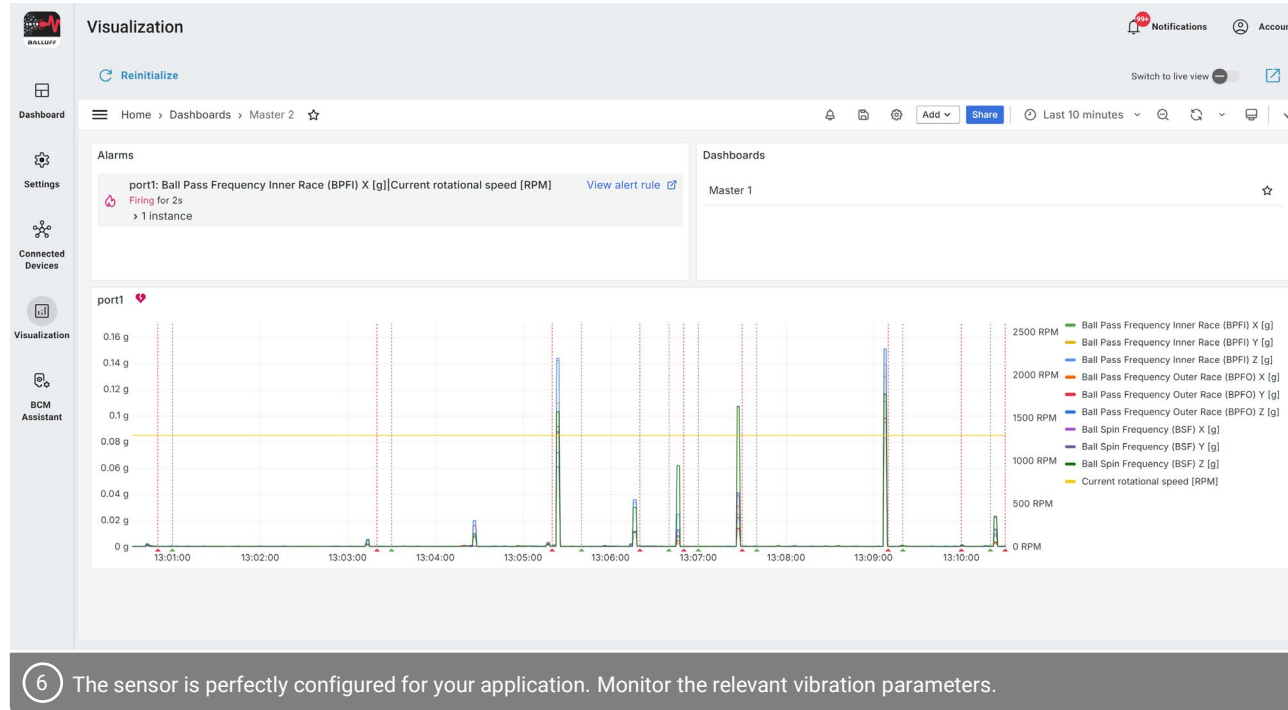 BALLUFF
Visualization
99+
Notifications
Accoun
Reinitialize
Switch to live view
Dashboard
Home › Dashboards › Master 2
Add
Share
Last 10 minutes
Settings
Connected
Devices
Visualization
BCM
Assistant
Alarms
port1: Ball Pass Frequency Inner Race (BPFI) X [g]|Current rotational speed [RPM]
View alert rule
Firing for 2s
› 1 instance
Dashboards
Master 1
port1
0.16 g
0.14 g
0.12 g
0.1 g
0.08 g
0.06 g
0.04 g
0.02 g
0 g
13:01:00 13:02:00 13:03:00 13:04:00 13:05:00 13:06:00 13:07:00 13:08:00 13:09:00 13:10:00
2500 RPM
2000 RPM
1500 RPM
1000 RPM
500 RPM
0 RPM
Ball Pass Frequency Inner Race (BPFI) X [g]
Ball Pass Frequency Inner Race (BPFI) Y [g]
Ball Pass Frequency Inner Race (BPFI) Z [g]
Ball Pass Frequency Outer Race (BPFO) X [g]
Ball Pass Frequency Outer Race (BPFO) Y [g]
Ball Pass Frequency Outer Race (BPFO) Z [g]
Ball Spin Frequency (BSF) X [g]
Ball Spin Frequency (BSF) Y [g]
Ball Spin Frequency (BSF) Z [g]
Current rotational speed [RPM]
6 The sensor is perfectly configured for your application. Monitor the relevant vibration parameters.